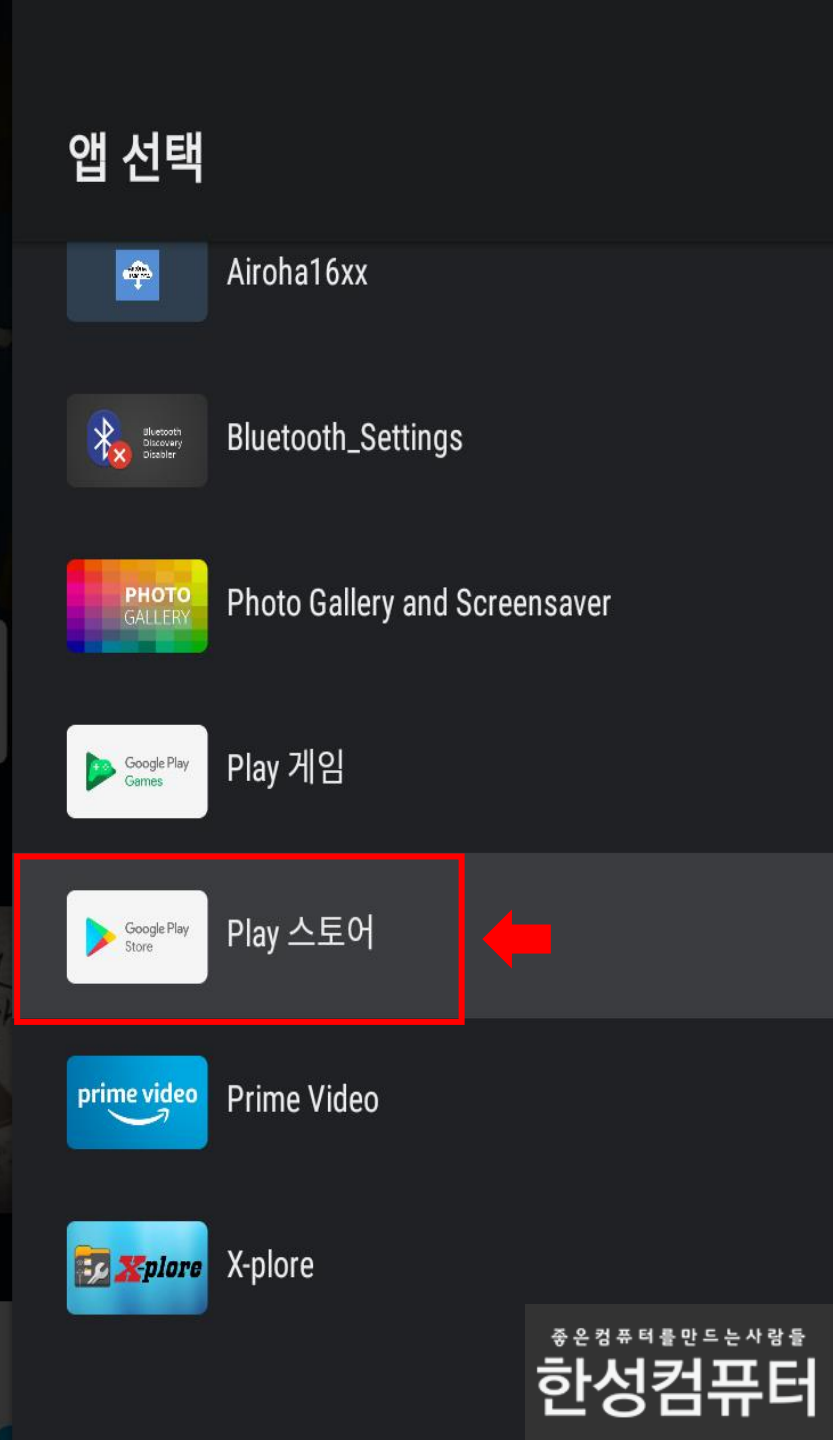 앱 선택
Airoha16xx
Bluetooth
Discovery
Disabler
Bluetooth_Settings
PHOTO
GALLERY
Photo Gallery and Screensaver
Google Play
Games
Play 게임
Google Play
Store
Play 스토어
prime video
Prime Video
X-plore
X-plore
좋은컴퓨터를만드는사람들
한성컴퓨터